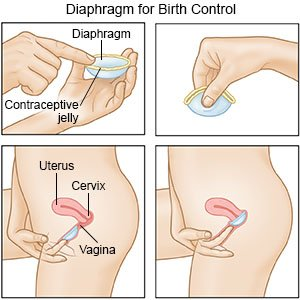 Diaphragm for Birth Control
Diaphragm
Contraceptive
jelly
Uterus
Cervix
Vagina